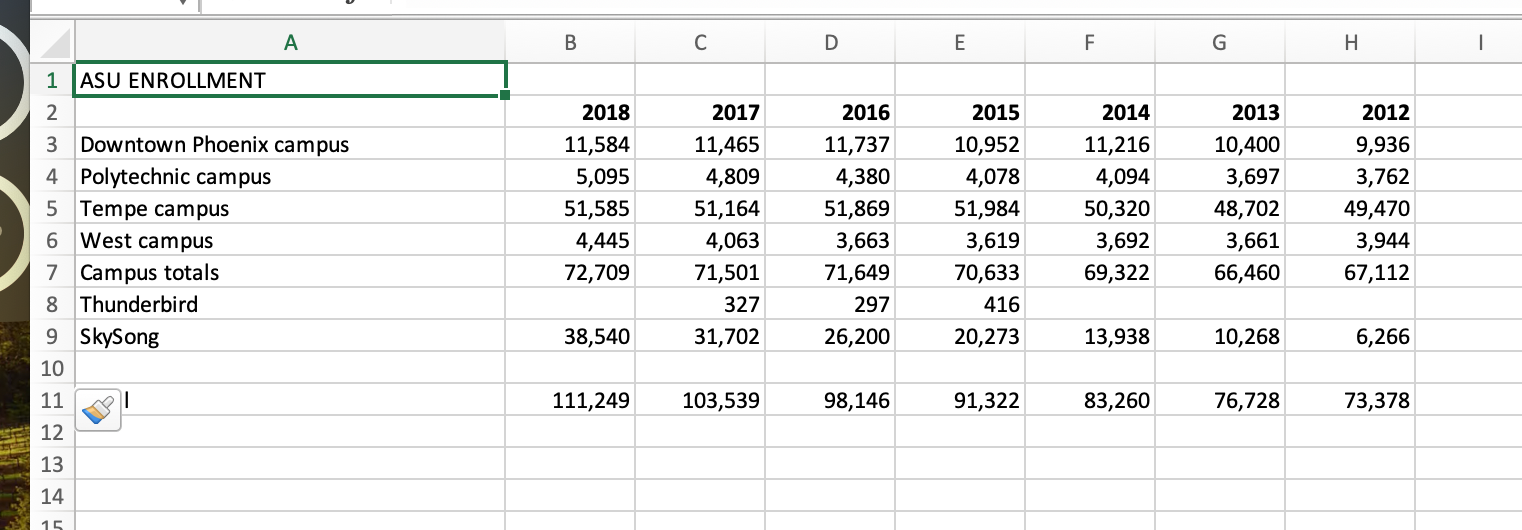 A B C D E F G H I
1 ASU ENROLLMENT
2 2018 2017 2016 2015 2014 2013 2012
3 Downtown Phoenix campus 11,584 11,465 11,737 10,952 11,216 10,400 9,936
4 Polytechnic campus 5,095 4,809 4,380 4,078 4,094 3,697 3,762
5 Tempe campus 51,585 51,164 51,869 51,984 50,320 48,702 49,470
6 West campus 4,445 4,063 3,663 3,619 3,692 3,661 3,944
7 Campus totals 72,709 71,501 71,649 70,633 69,322 66,460 67,112
8 Thunderbird 327 297 416
9 SkySong 38,540 31,702 26,200 20,273 13,938 10,268 6,266
10
11 l 111,249 103,539 98,146 91,322 83,260 76,728 73,378
12
13
14
15